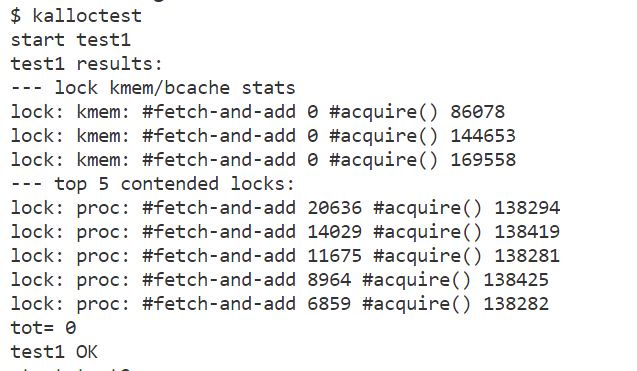 $ kalloctest
start test1
test1 results:
--- lock kmem/bcache stats
lock: kmem: #fetch-and-add 0 #acquire() 86078
lock: kmem: #fetch-and-add 0 #acquire() 144653
lock: kmem: #fetch-and-add 0 #acquire() 169558
--- top 5 contended locks:
lock: proc: #fetch-and-add 20636 #acquire() 138294
lock: proc: #fetch-and-add 14029 #acquire() 138419
lock: proc: #fetch-and-add 11675 #acquire() 138281
lock: proc: #fetch-and-add 8964 #acquire() 138425
lock: proc: #fetch-and-add 6859 #acquire() 138282
tot= 0
test1 OK